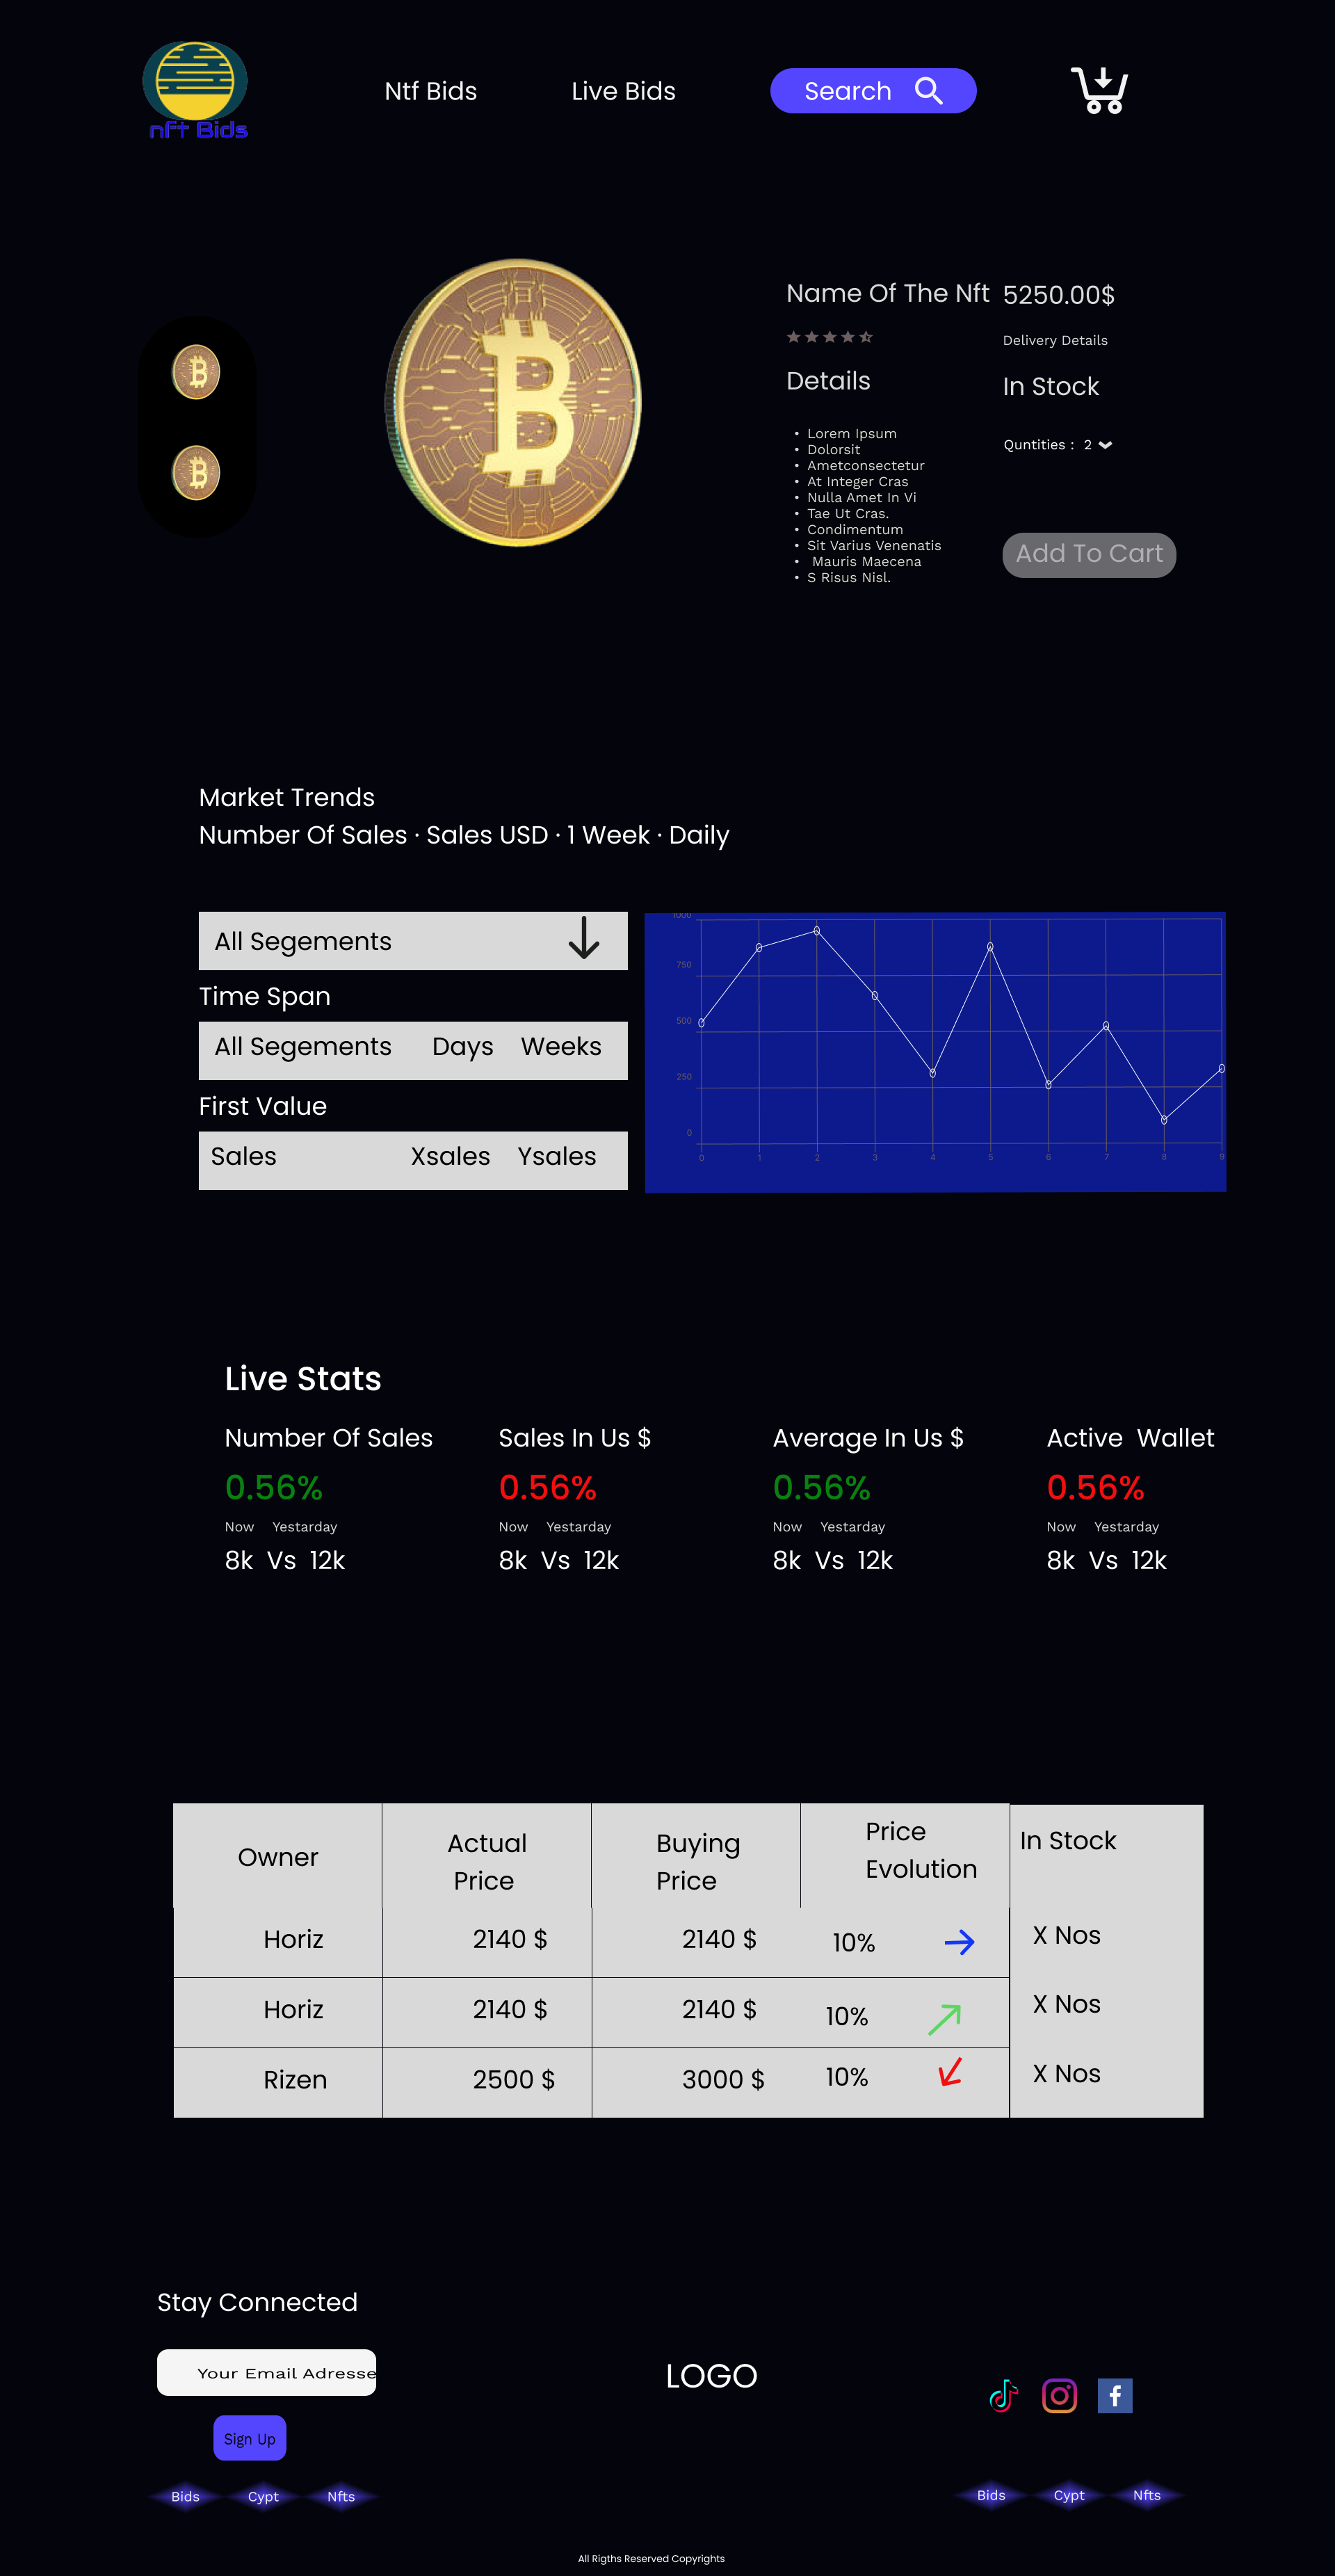 nft Bids
Ntf Bids
Live Bids
Search
Name Of The Nft
5250.00$
Delivery Details
Details
In Stock
• Lorem Ipsum
• Dolorsit
• Ametconsectetur
• At Integer Cras
• Nulla Amet In Vi
• Tae Ut Cras.
• Condimentum
• Sit Varius Venenatis
• Mauris Maecena
• S Risus Nisl.
Quntities : 2
Add To Cart
Market Trends
Number Of Sales · Sales USD · 1 Week · Daily
All Segements
Time Span
All Segements Days Weeks
First Value
Sales Xsales Ysales
1000
750
500
250
0
0 1 2 3 4 5 6 7 8 9
Live Stats
Number Of Sales
0.56%
Now Yestarday
8k Vs 12k
Sales In Us $
0.56%
Now Yestarday
8k Vs 12k
Average In Us $
0.56%
Now Yestarday
8k Vs 12k
Active Wallet
0.56%
Now Yestarday
8k Vs 12k
Owner
Actual
Price
Buying
Price
Price
Evolution
In Stock
Horiz 2140 $ 2140 $ 10% X Nos
Horiz 2140 $ 2140 $ 10% X Nos
Rizen 2500 $ 3000 $ 10% X Nos
Stay Connected
Your Email Adresse
Sign Up
Bids Cypt Nfts
LOGO
Bids Cypt Nfts
All Rigths Reserved Copyrights